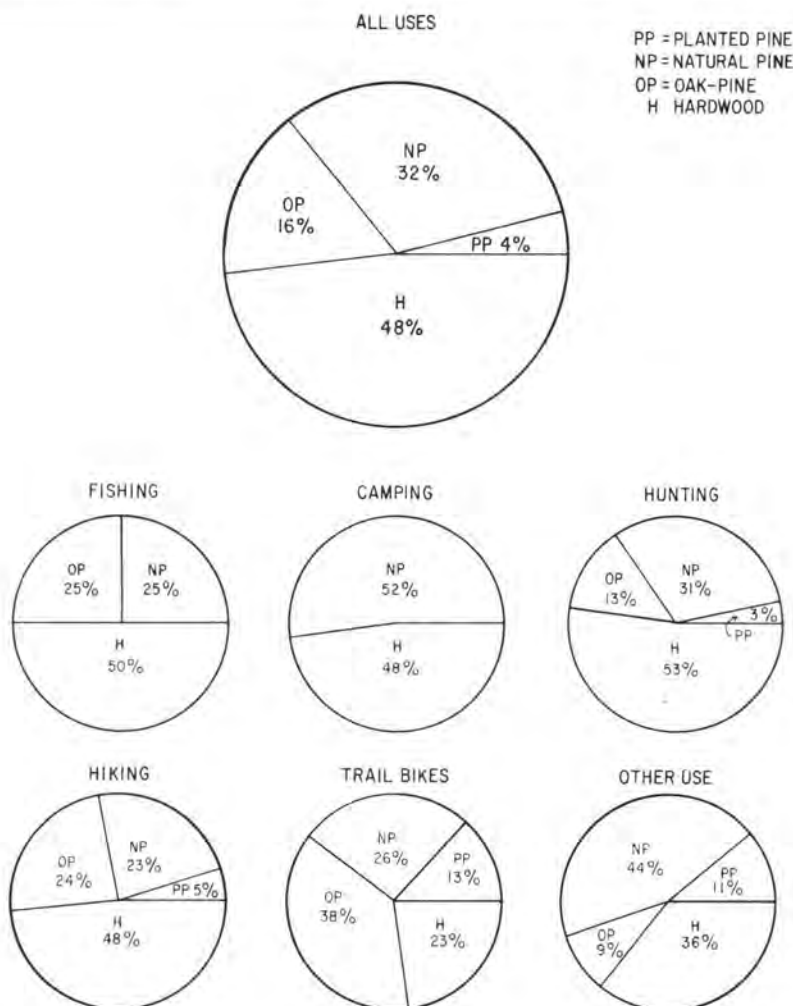 ALL USES
PP = PLANTED PINE
NP = NATURAL PINE
OP = OAK-PINE
H HARDWOOD
NP
32%
OP
16%
PP 4%
H
48%
FISHING
OP
25%
NP
25%
H
50%
CAMPING
NP
52%
H
48%
HUNTING
OP
13%
NP
31%
3%
PP
H
53%
HIKING
OP
24%
NP
23%
PP 5%
H
48%
TRAIL BIKES
NP
26%
PP
13%
OP
38%
H
23%
OTHER USE
NP
44%
PP
11%
OP
9%
H
36%